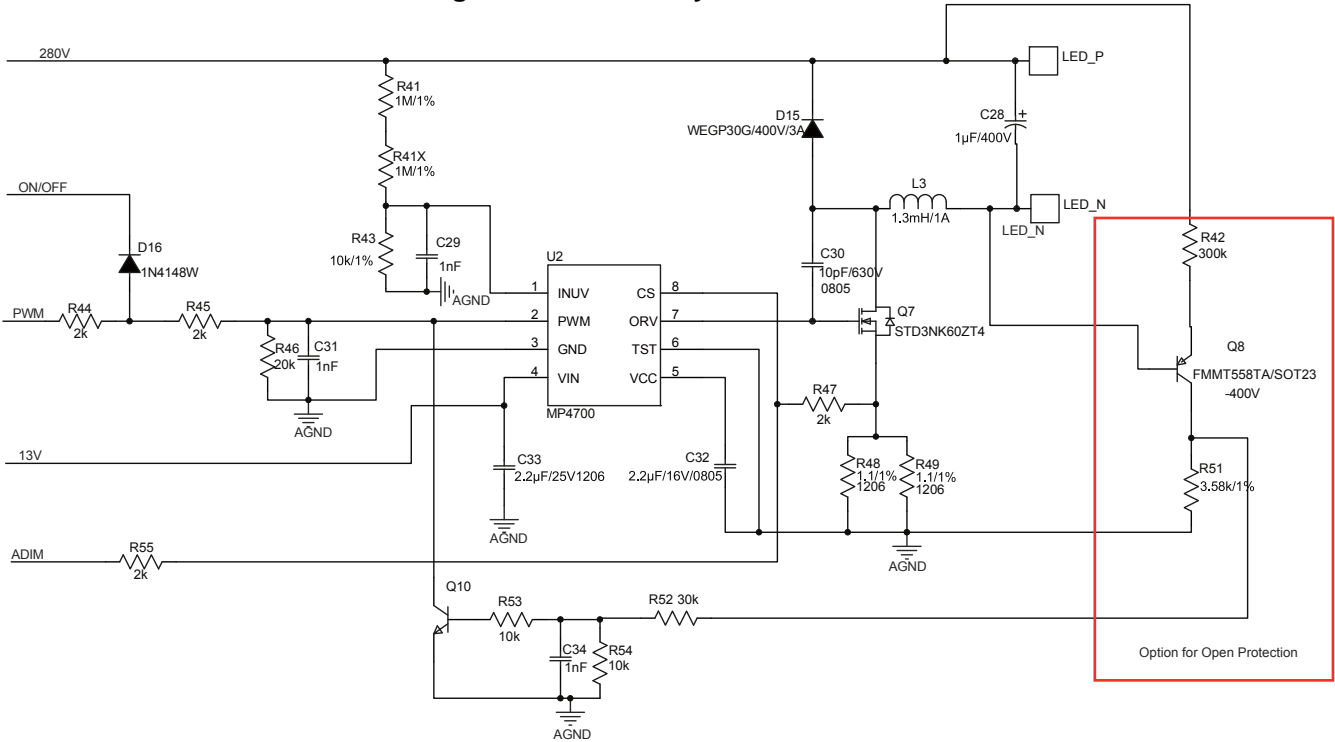 280V
R41
1M/1%
R41X
1M/1%
R43
10k/1%
C29
1nF
AGND
ON/OFF
D16
1N4148W
PWM
R44
2k
R45
2k
R46
20k
C31
1nF
AGND
13V
ADIM
R55
2k
U2
1 INUV CS 8
2 PWM ORV 7
3 GND TST 6
4 VIN VCC 5
MP4700
C33
2.2µF/25V1206
AGND
C32
2.2µF/16V/0805
D15
WEGP30G/400V/3A
C30
10pF/630V
0805
L3
1.3mH/1A
C28
+
1µF/400V
LED_P
LED_N
LED_N
Q7
STD3NK60ZT4
R47
2k
R48
1.1/1%
1206
R49
1.1/1%
1206
AGND
R42
300k
Q8
FMMT558TA/SOT23
-400V
R51
3.58k/1%
Option for Open Protection
Q10
R53
10k
C34
1nF
R54
10k
R52 30k
AGND